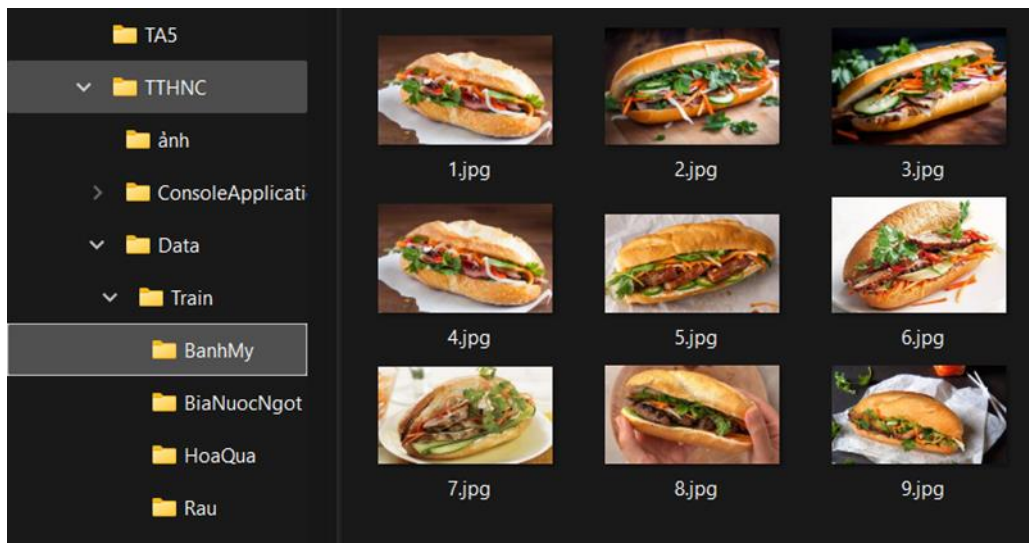 TA5
TTHNC
ảnh
ConsoleApplicati
Data
Train
BanhMy
BiaNuocNgot
HoaQua
Rau
1.jpg 2.jpg 3.jpg
4.jpg 5.jpg 6.jpg
7.jpg 8.jpg 9.jpg